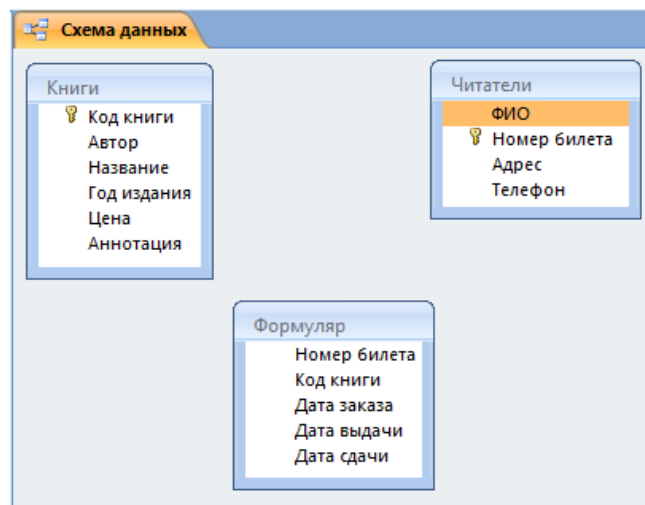 Схема данных
Книги
Код книги
Автор
Название
Год издания
Цена
Аннотация
Читатели
ФИО
Номер билета
Адрес
Телефон
Формуляр
Номер билета
Код книги
Дата заказа
Дата выдачи
Дата сдачи